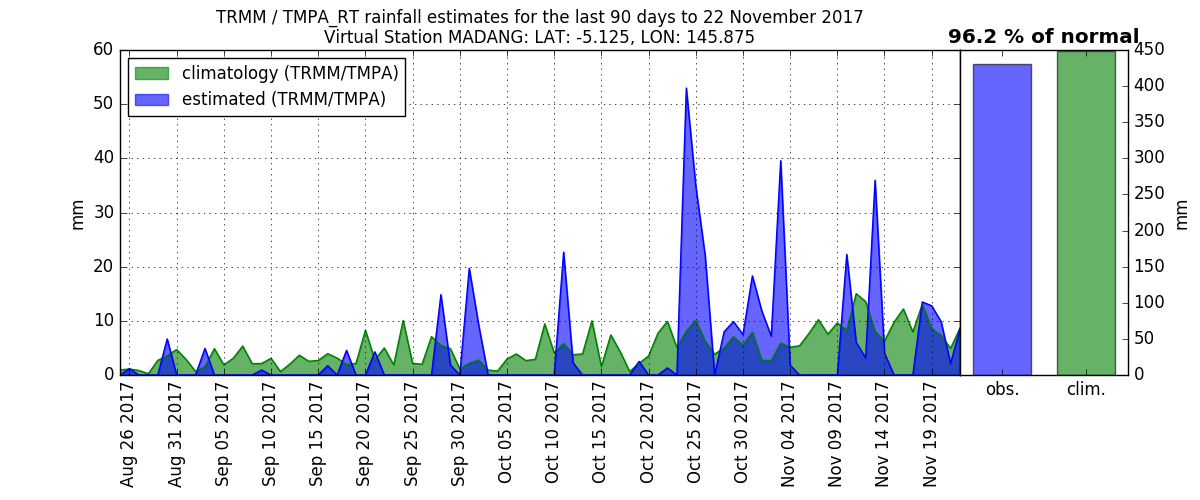 TRMM / TMPA_RT rainfall estimates for the last 90 days to 22 November 2017
Virtual Station MADANG: LAT: -5.125, LON: 145.875
96.2 % of normal
climatology (TRMM/TMPA)
estimated (TRMM/TMPA)
60
50
40
30
20
10
0
mm
Aug 26 2017
Aug 31 2017
Sep 05 2017
Sep 10 2017
Sep 15 2017
Sep 20 2017
Sep 25 2017
Sep 30 2017
Oct 05 2017
Oct 10 2017
Oct 15 2017
Oct 20 2017
Oct 25 2017
Oct 30 2017
Nov 04 2017
Nov 09 2017
Nov 14 2017
Nov 19 2017
450
400
350
300
250
200
150
100
50
0
mm
obs.
clim.